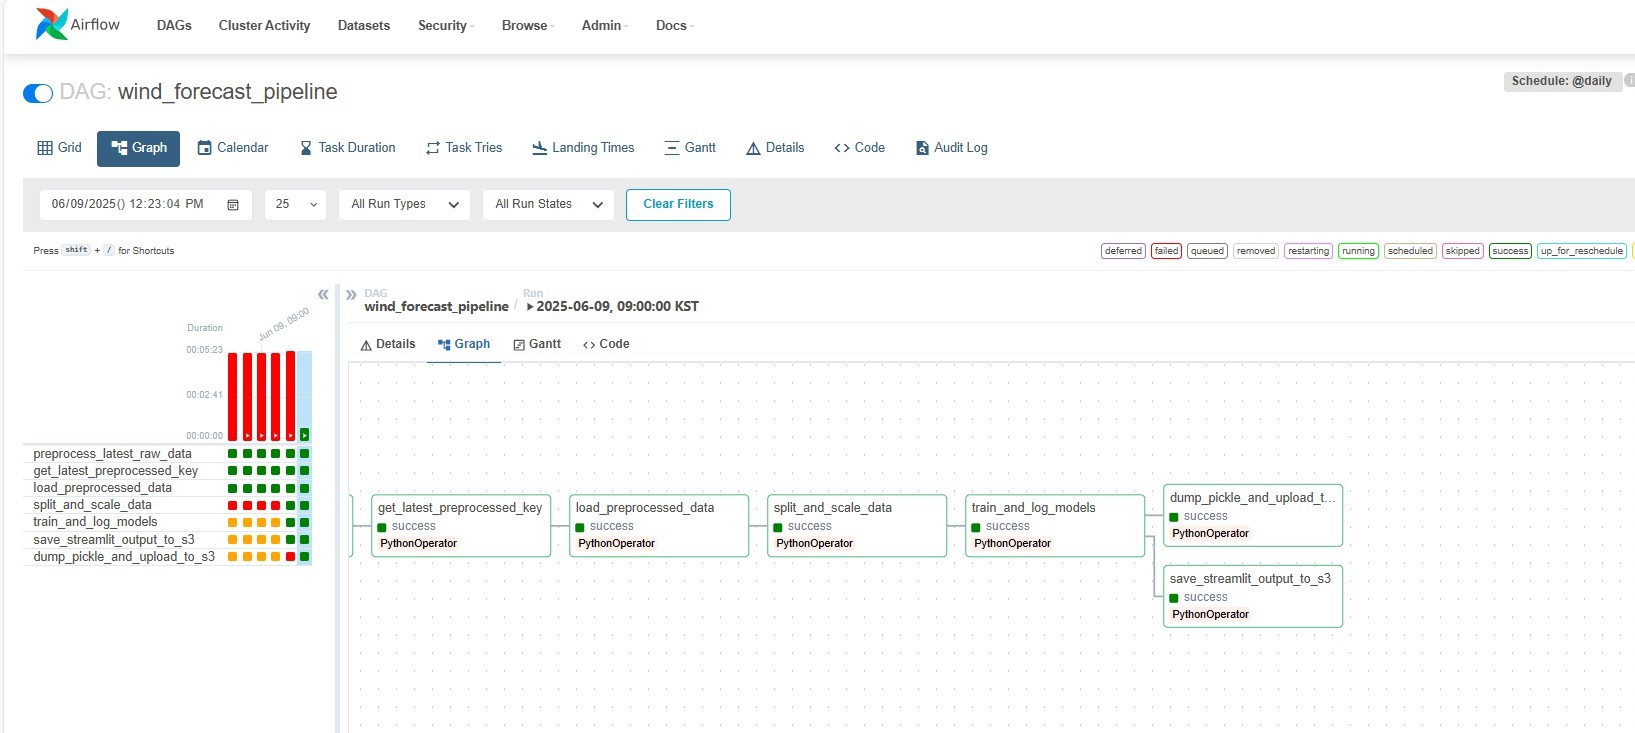 Airflow DAGs Cluster Activity Datasets Security Browse Admin Docs
DAG: wind_forecast_pipeline
Schedule: @daily
Grid Graph Calendar Task Duration Task Tries Landing Times Gantt Details Code Audit Log
06/09/2025() 12:23:04 PM 25 All Run Types All Run States Clear Filters
Press shift + / for Shortcuts
deferred failed queued removed restarting running scheduled skipped success up_for_reschedule
DAG Run
wind_forecast_pipeline / 2025-06-09, 09:00:00 KST
Details Graph Gantt Code
Jun 09, 09:00
Duration
00:05:23
00:02:41
00:00:00
preprocess_latest_raw_data
get_latest_preprocessed_key
load_preprocessed_data
split_and_scale_data
train_and_log_models
save_streamlit_output_to_s3
dump_pickle_and_upload_to_s3
get_latest_preprocessed_key
success
PythonOperator
load_preprocessed_data
success
PythonOperator
split_and_scale_data
success
PythonOperator
train_and_log_models
success
PythonOperator
dump_pickle_and_upload_t...
success
PythonOperator
save_streamlit_output_to_s3
success
PythonOperator